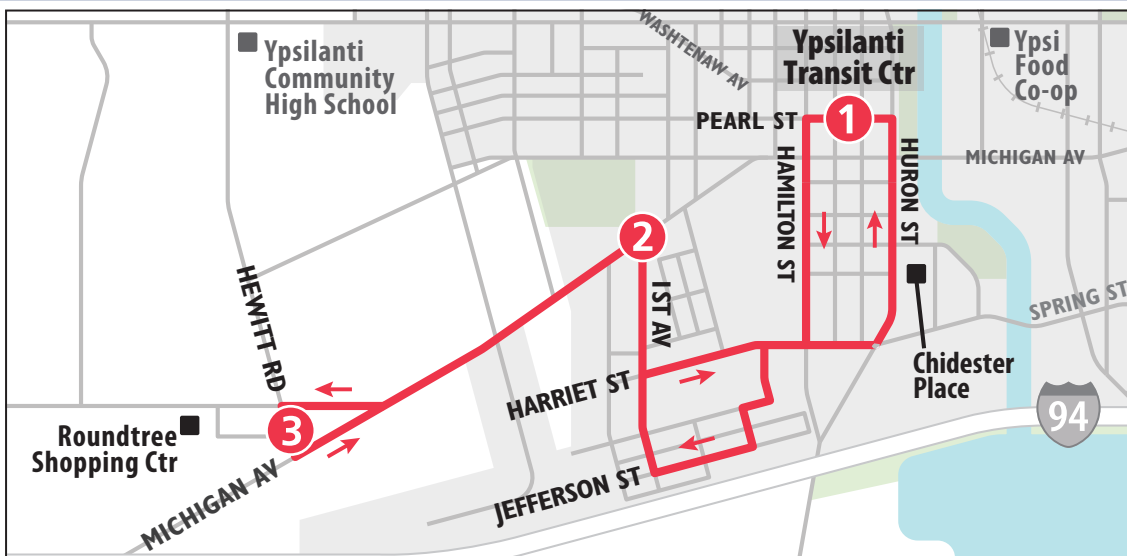 Ypsilanti
Community
High School
WASHTENAW AV
Ypsilanti
Transit Ctr
Ypsi
Food
Co-op
PEARL ST
1
MICHIGAN AV
HAMILTON ST
HURON ST
2
1ST AV
HEWITT RD
SPRING ST
Chidester
Place
HARRIET ST
94
3
Roundtree
Shopping Ctr
MICHIGAN AV
JEFFERSON ST